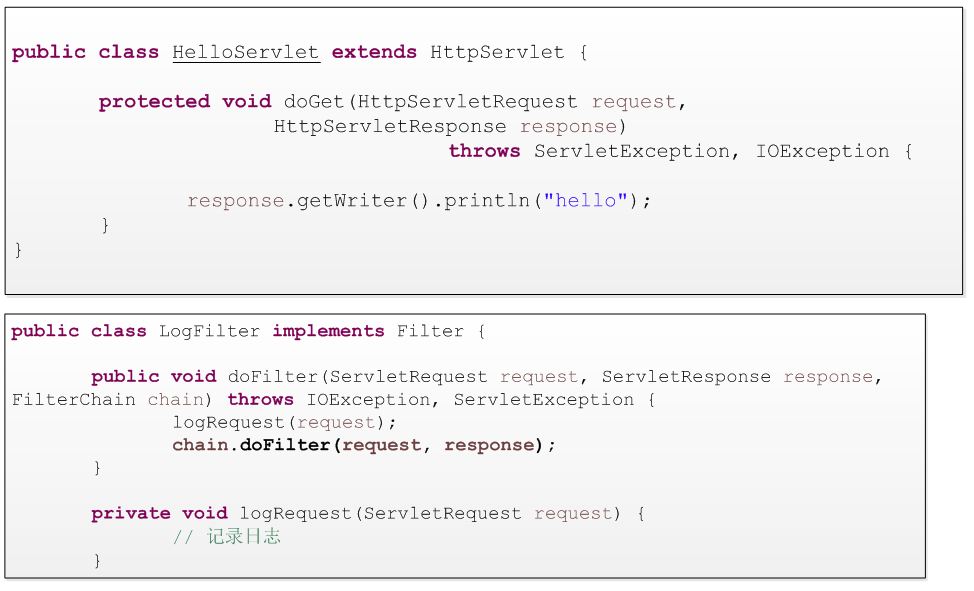 public class HelloServlet extends HttpServlet {
protected void doGet(HttpServletRequest request,
HttpServletResponse response)
throws ServletException, IOException {
response.getWriter().println("hello");
}
}
public class LogFilter implements Filter {
public void doFilter(ServletRequest request, ServletResponse response,
FilterChain chain) throws IOException, ServletException {
logRequest(request);
chain.doFilter(request, response);
}
private void logRequest(ServletRequest request) {
// 记录日志
}